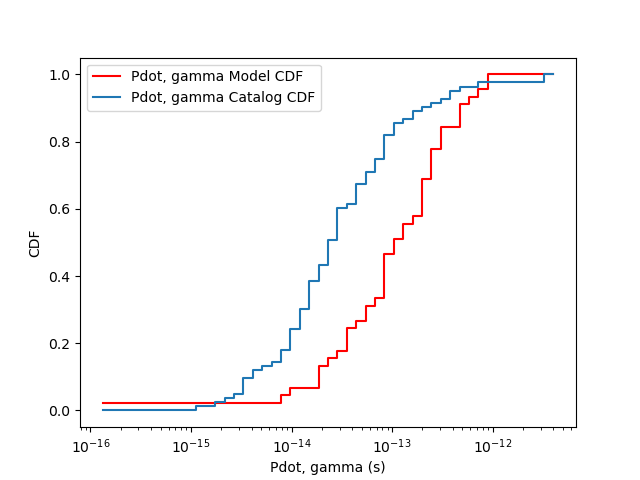 Pdot, gamma Model CDF
Pdot, gamma Catalog CDF
CDF
1.0
0.8
0.6
0.4
0.2
0.0
10⁻¹⁶ 10⁻¹⁵ 10⁻¹⁴ 10⁻¹³ 10⁻¹²
Pdot, gamma (s)